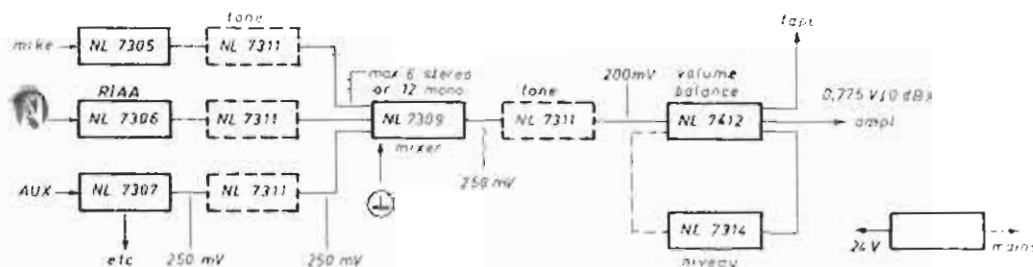 tone
mike
NL 7305
NL 7311
RIAA
NL 7306
NL 7311
AUX
NL 7307
NL 7311
etc
250 mV
250 mV
max 6 stereo
or 12 mono
NL 7309
mixer
250 mV
tone
NL 7311
200mV
volume
balance
NL 7412
tape
0,775 V
ampl
NL 7314
niveau
24V
mains